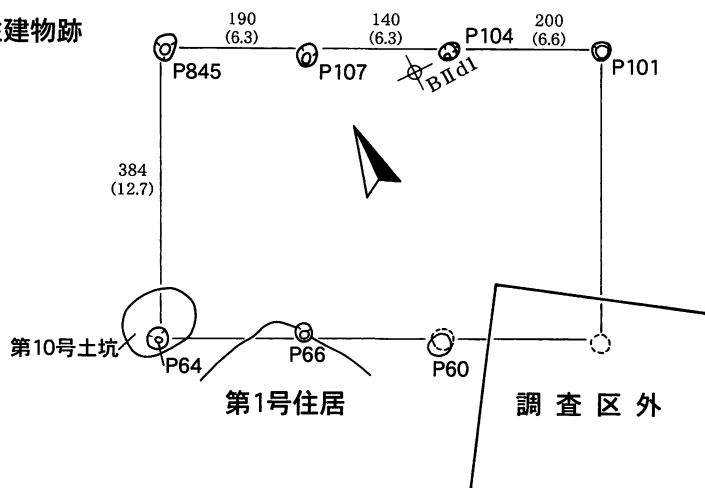 建物跡
190
(6.3)
140
(6.3)
200
(6.6)
P845
P107
P104
P101
BⅡd1
384
(12.7)
第10号土坑
P64
P66
P60
第1号住居
調査区外